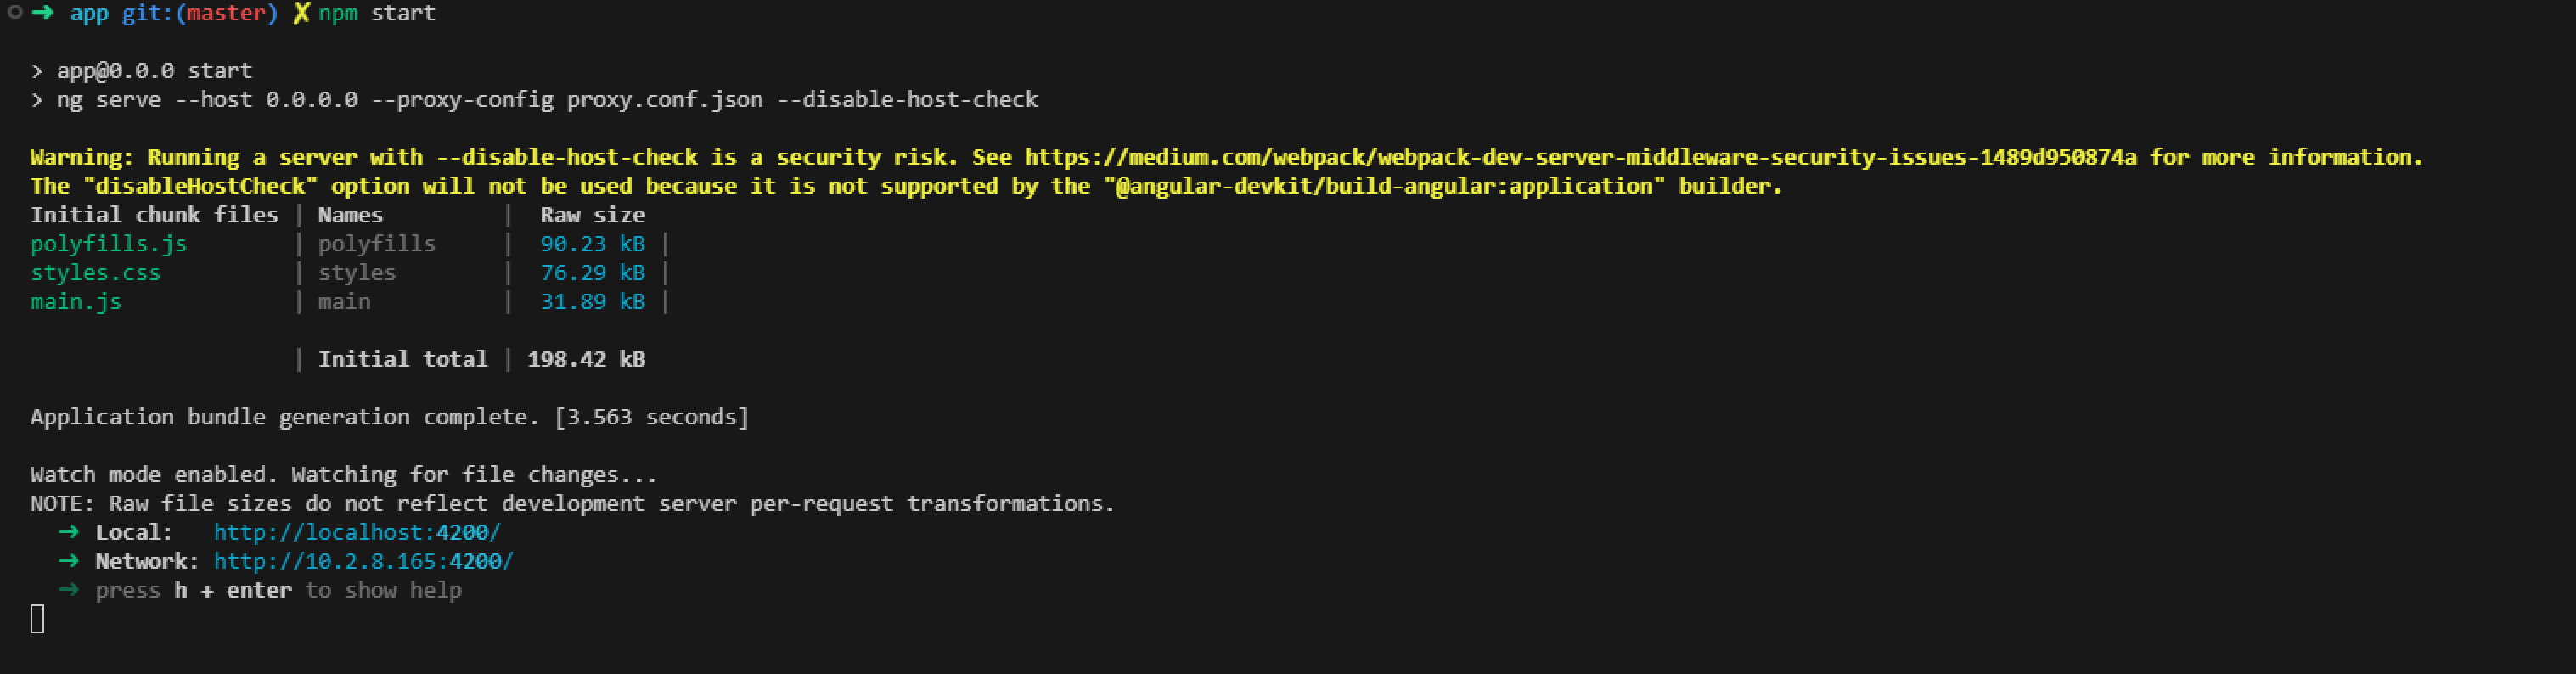 ➜ app git:(master) ✗ npm start
> app@0.0.0 start
> ng serve --host 0.0.0.0 --proxy-config proxy.conf.json --disable-host-check
Warning: Running a server with --disable-host-check is a security risk. See https://medium.com/webpack/webpack-dev-server-middleware-security-issues-1489d950874a for more information.
The "disableHostCheck" option will not be used because it is not supported by the "@angular-devkit/build-angular:application" builder.
Initial chunk files | Names | Raw size
polyfills.js | polyfills | 90.23 kB |
styles.css | styles | 76.29 kB |
main.js | main | 31.89 kB |
| Initial total | 198.42 kB
Application bundle generation complete. [3.563 seconds]
Watch mode enabled. Watching for file changes...
NOTE: Raw file sizes do not reflect development server per-request transformations.
➜ Local: http://localhost:4200/
➜ Network: http://10.2.8.165:4200/
➜ press h + enter to show help